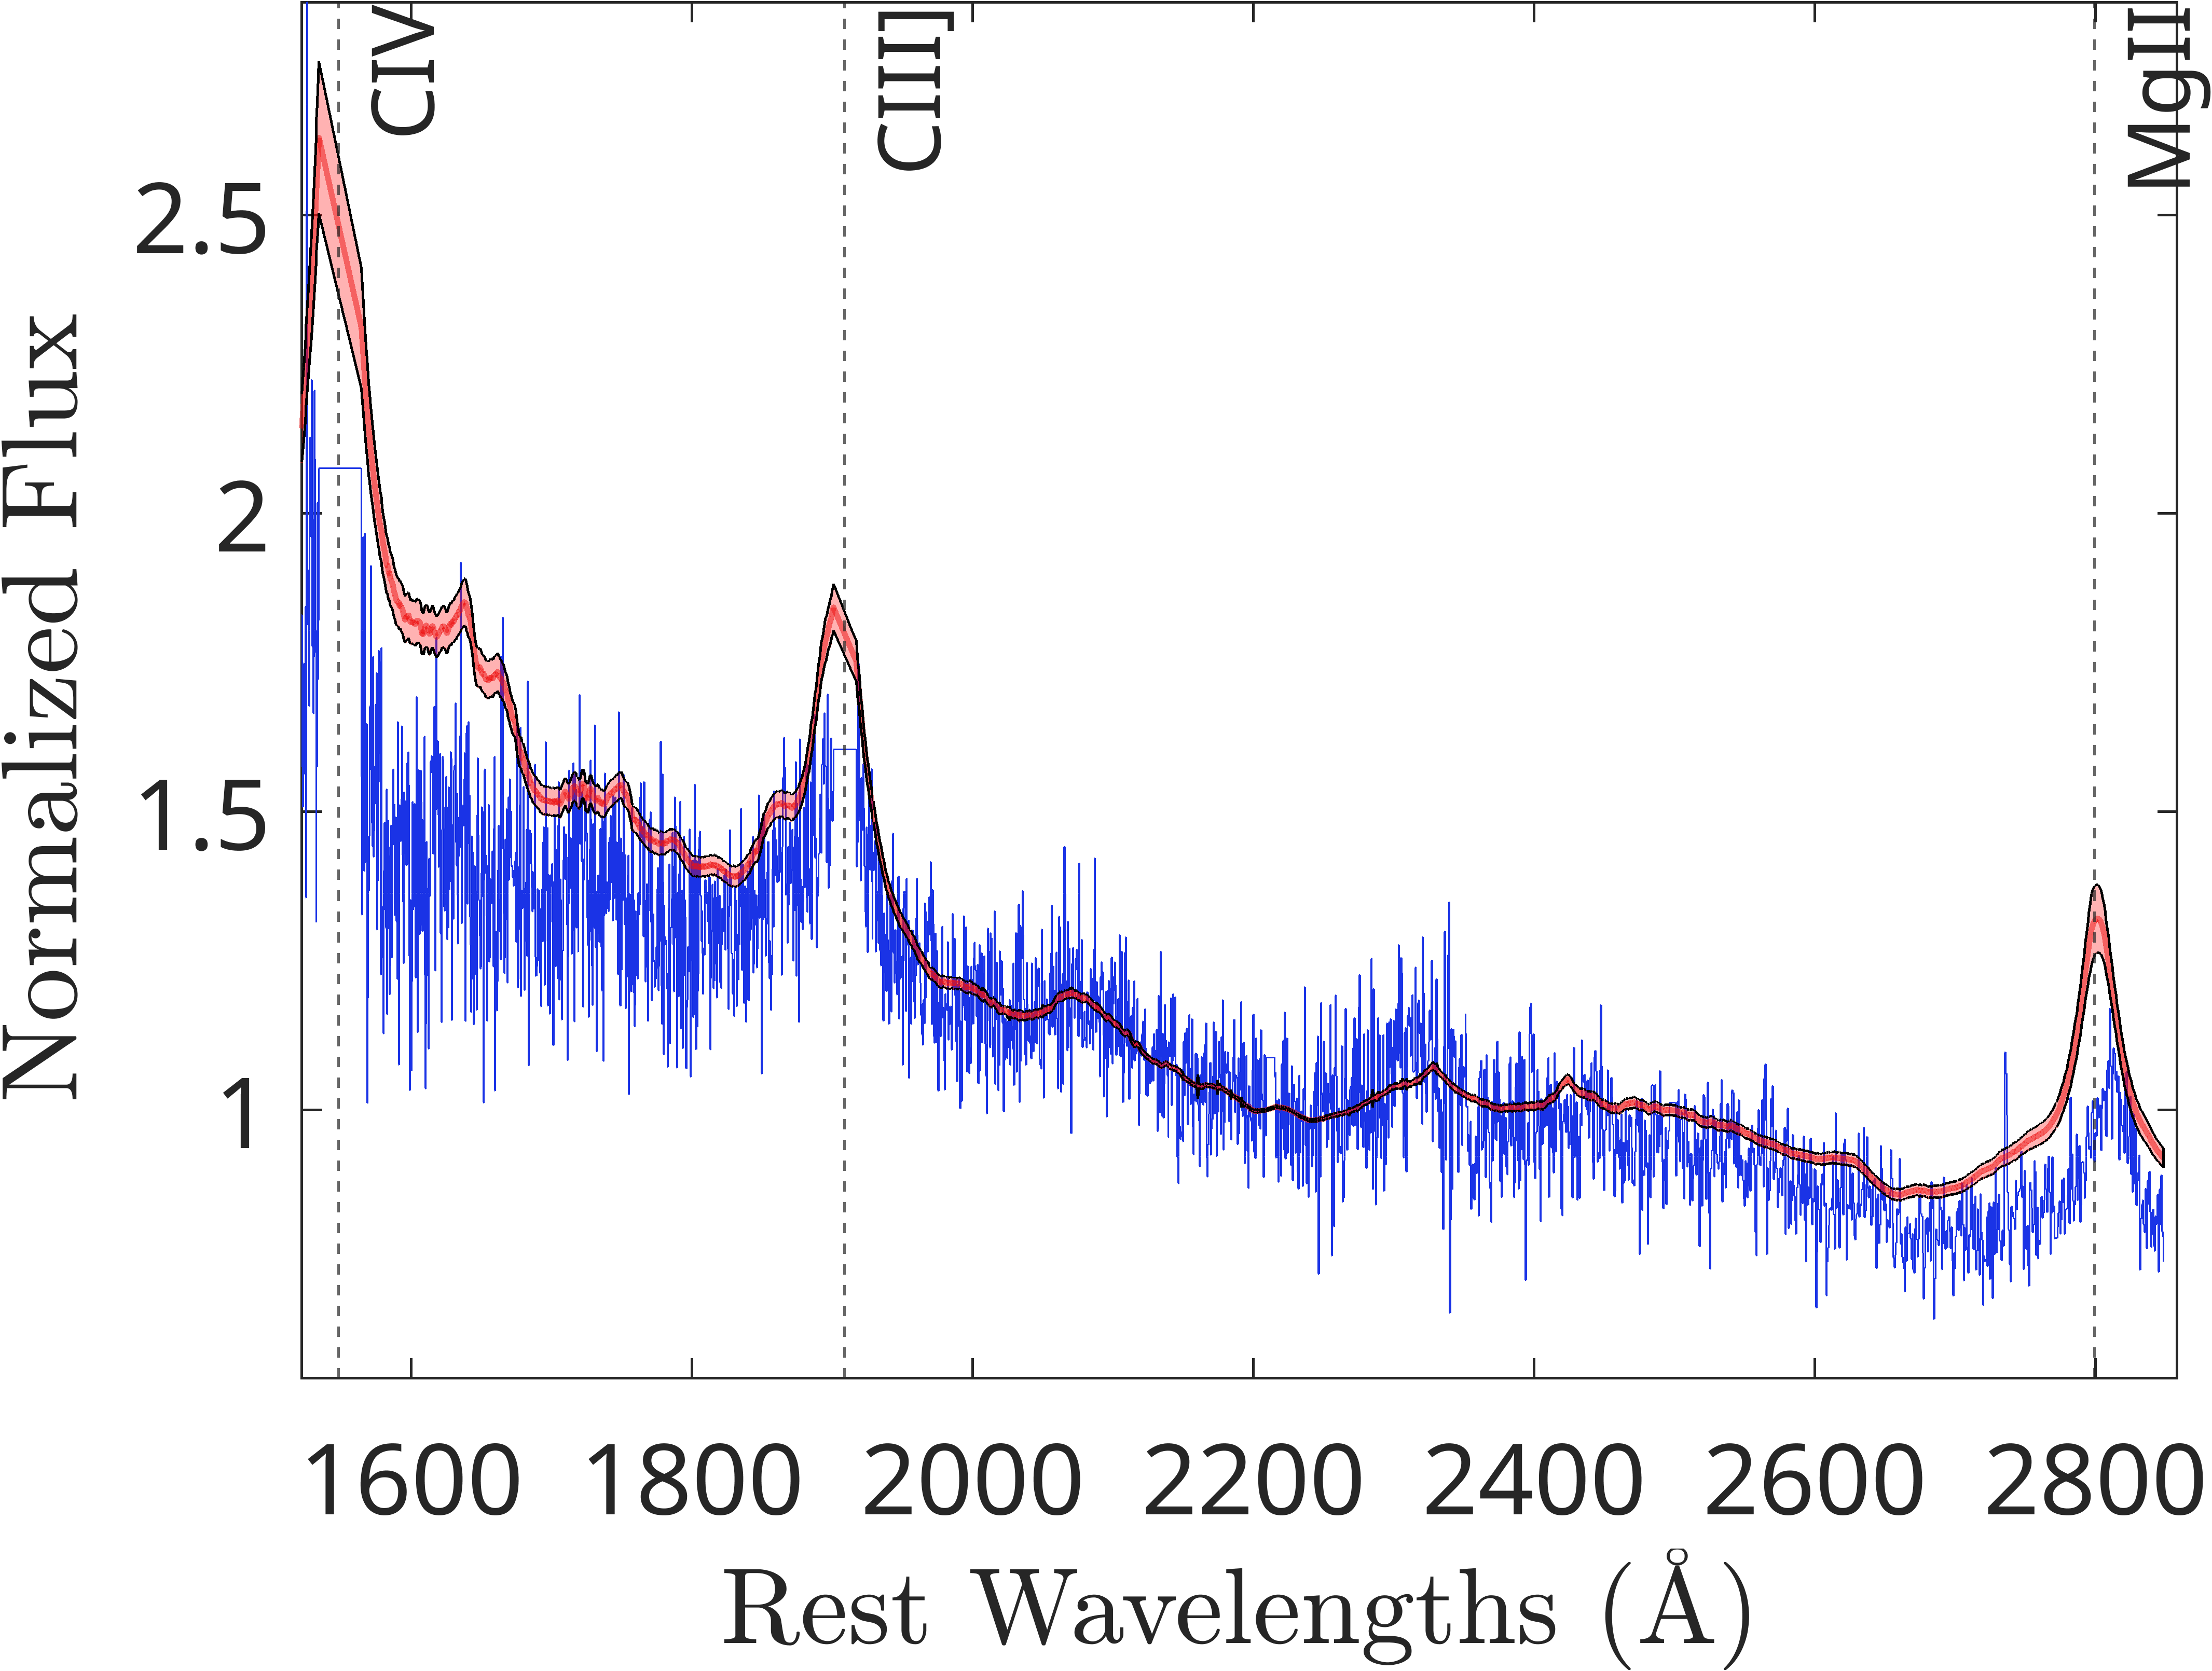 CIV
CIII]
MgII
Normalized Flux
2.5
2
1.5
1
1600 1800 2000 2200 2400 2600 2800
Rest Wavelengths (Å)